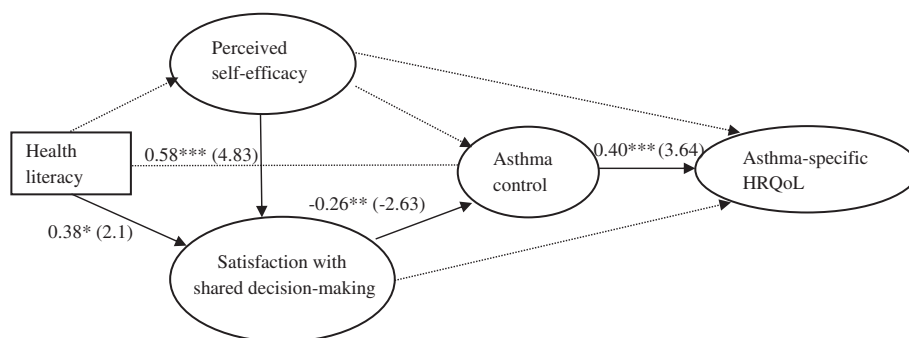 Perceived
self-efficacy
Health
literacy
0.58*** (4.83)
Asthma
control
0.40*** (3.64)
Asthma-specific
HRQoL
-0.26** (-2.63)
0.38* (2.1)
Satisfaction with
shared decision-making